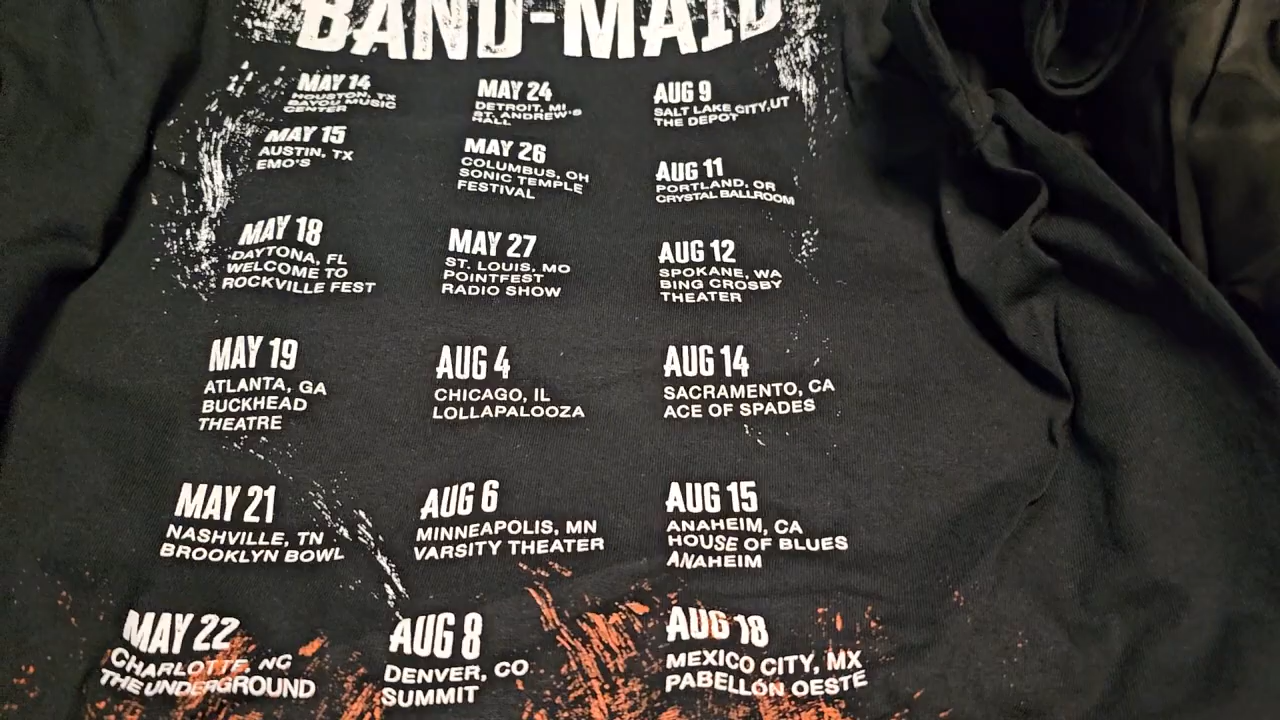 BAND-MAID
MAY 14
HOUSTON, TX
BAYOU MUSIC
CENTER
MAY 15
AUSTIN, TX
EMO'S
MAY 18
DAYTONA, FL
WELCOME TO
ROCKVILLE FEST
MAY 19
ATLANTA, GA
BUCKHEAD
THEATRE
MAY 21
NASHVILLE, TN
BROOKLYN BOWL
MAY 22
CHARLOTTE, NC
THE UNDERGROUND
MAY 24
DETROIT, MI
ST. ANDREW'S
HALL
MAY 26
COLUMBUS, OH
SONIC TEMPLE
FESTIVAL
MAY 27
ST. LOUIS, MO
POINTFEST
RADIO SHOW
AUG 4
CHICAGO, IL
LOLLAPALOOZA
AUG 6
MINNEAPOLIS, MN
VARSITY THEATER
AUG 8
DENVER, CO
SUMMIT
AUG 9
SALT LAKE CITY,UT
THE DEPOT
AUG 11
PORTLAND, OR
CRYSTAL BALLROOM
AUG 12
SPOKANE, WA
BING CROSBY
THEATER
AUG 14
SACRAMENTO, CA
ACE OF SPADES
AUG 15
ANAHEIM, CA
HOUSE OF BLUES
ANAHEIM
AUG 18
MEXICO CITY, MX
PABELLÓN OESTE